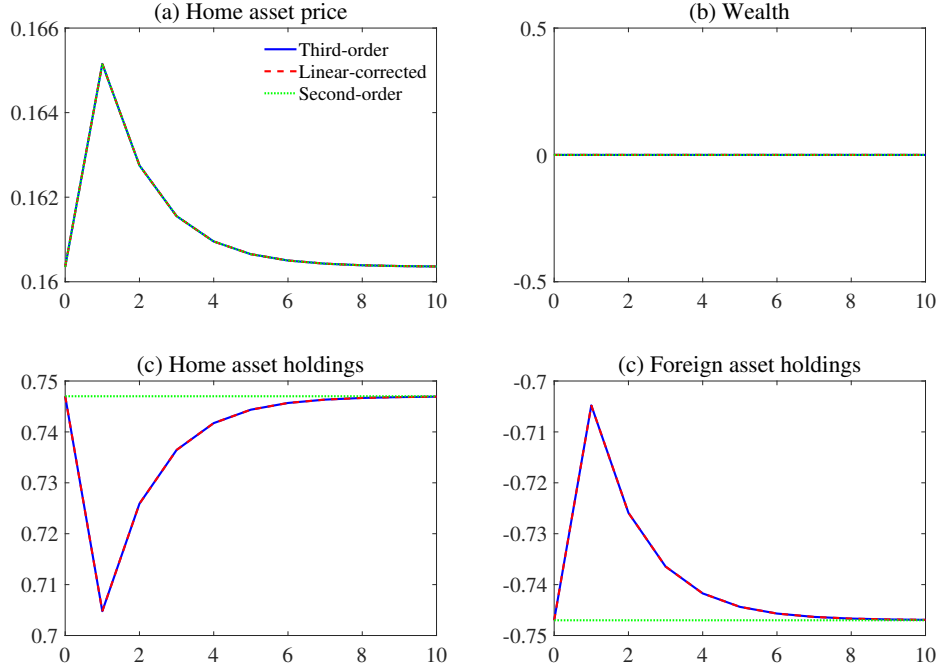 (a) Home asset price
0.166
0.164
0.162
0.16
Third-order
Linear-corrected
Second-order
0 2 4 6 8 10
(b) Wealth
0.5
0
-0.5
0 2 4 6 8 10
(c) Home asset holdings
0.75
0.74
0.73
0.72
0.71
0.7
0 2 4 6 8 10
(c) Foreign asset holdings
-0.7
-0.71
-0.72
-0.73
-0.74
-0.75
0 2 4 6 8 10